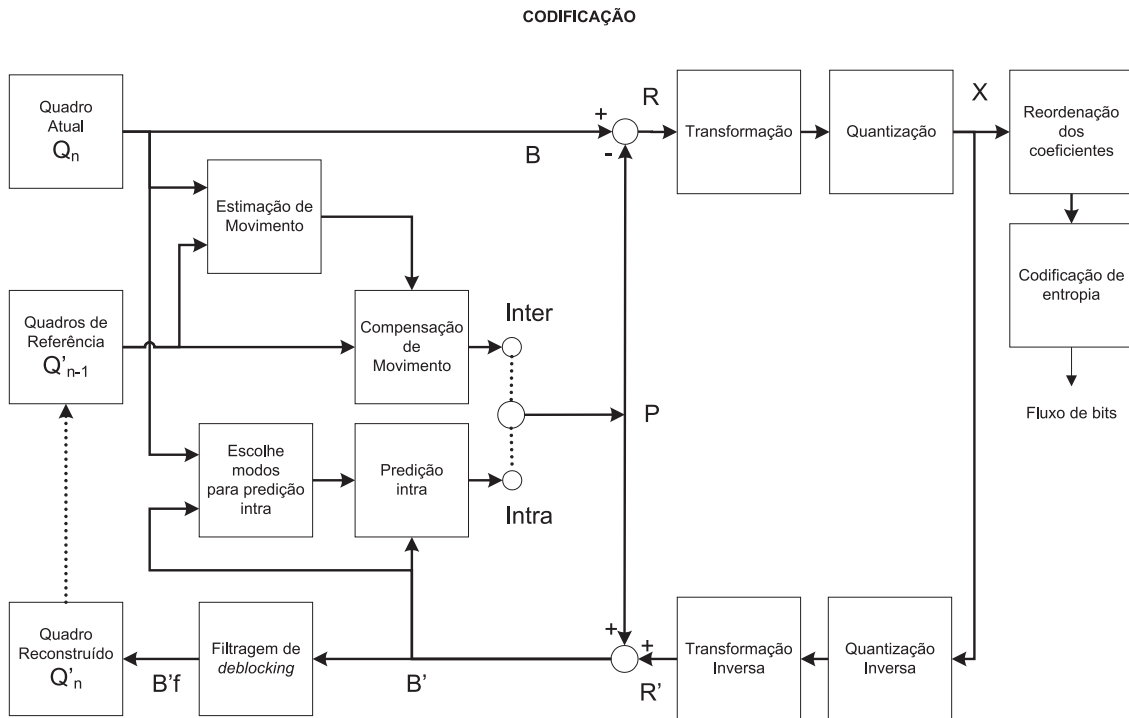 CODIFICAÇÃO
Quadro
Atual
Qn
B
+
-
R
Transformação
Quantização
X
Reordenação
dos
coeficientes
Estimação de
Movimento
Codificação de
entropia
Fluxo de bits
Quadros de
Referência
Q'n-1
Compensação
de
Movimento
Inter
P
Escolhe
modos
para predição
intra
Predição
intra
Intra
Quadro
Reconstruído
Q'n
B'f
Filtragem de
deblocking
B'
+
+
R'
Transformação
Inversa
Quantização
Inversa